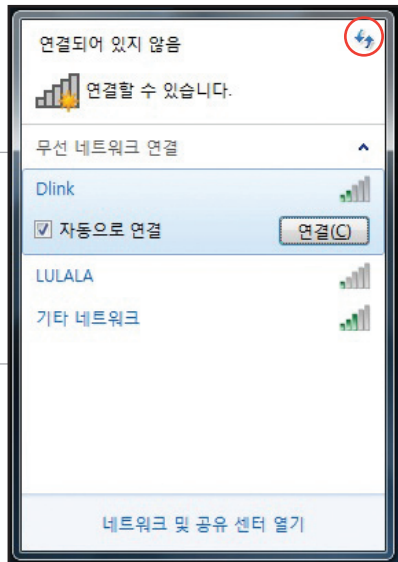 연결되어 있지 않음
연결할 수 있습니다.
무선 네트워크 연결
Dlink
자동으로 연결 연결(C)
LULALA
기타 네트워크
네트워크 및 공유 센터 열기